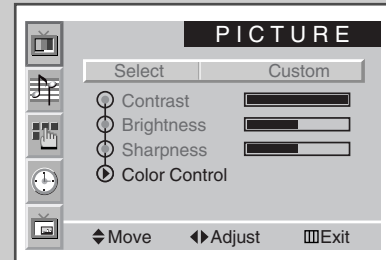 PICTURE
Select Custom
Contrast
Brightness
Sharpness
Color Control
Move Adjust Exit